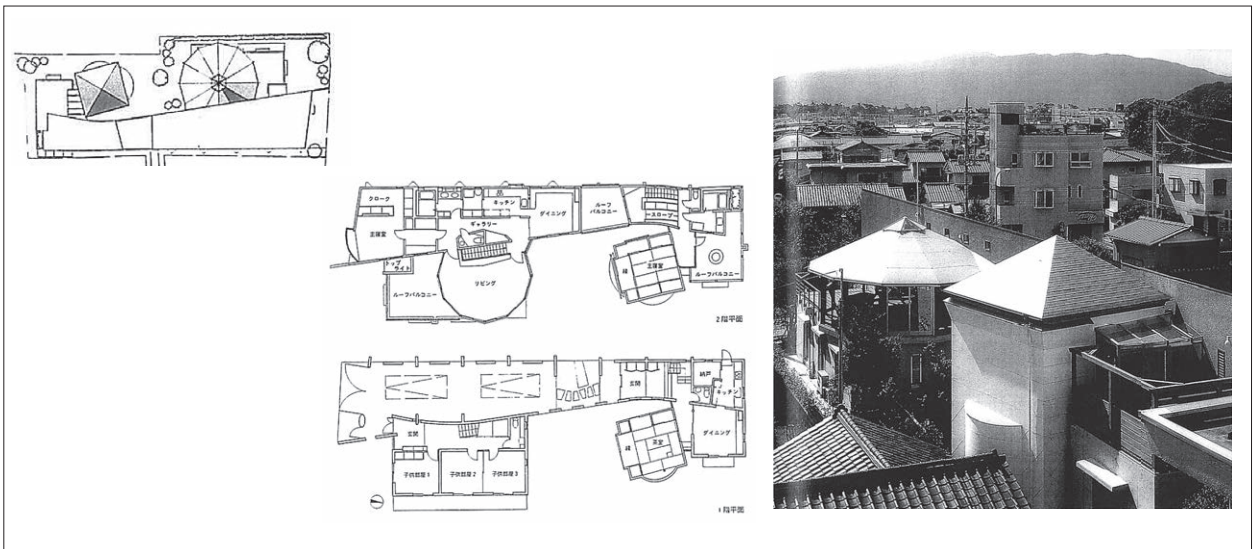 クローク
主寝室
キッチン
ダイニング
ギャラリー
ルーフ
バルコニー
スロープ
トップ
ライト
ルーフバルコニー
リビング
縁
主寝室
ルーフバルコニー
2階平面
玄関
納戸
キッチン
ダイニング
玄関
縁
子供部屋1
子供部屋2
子供部屋3
1階平面